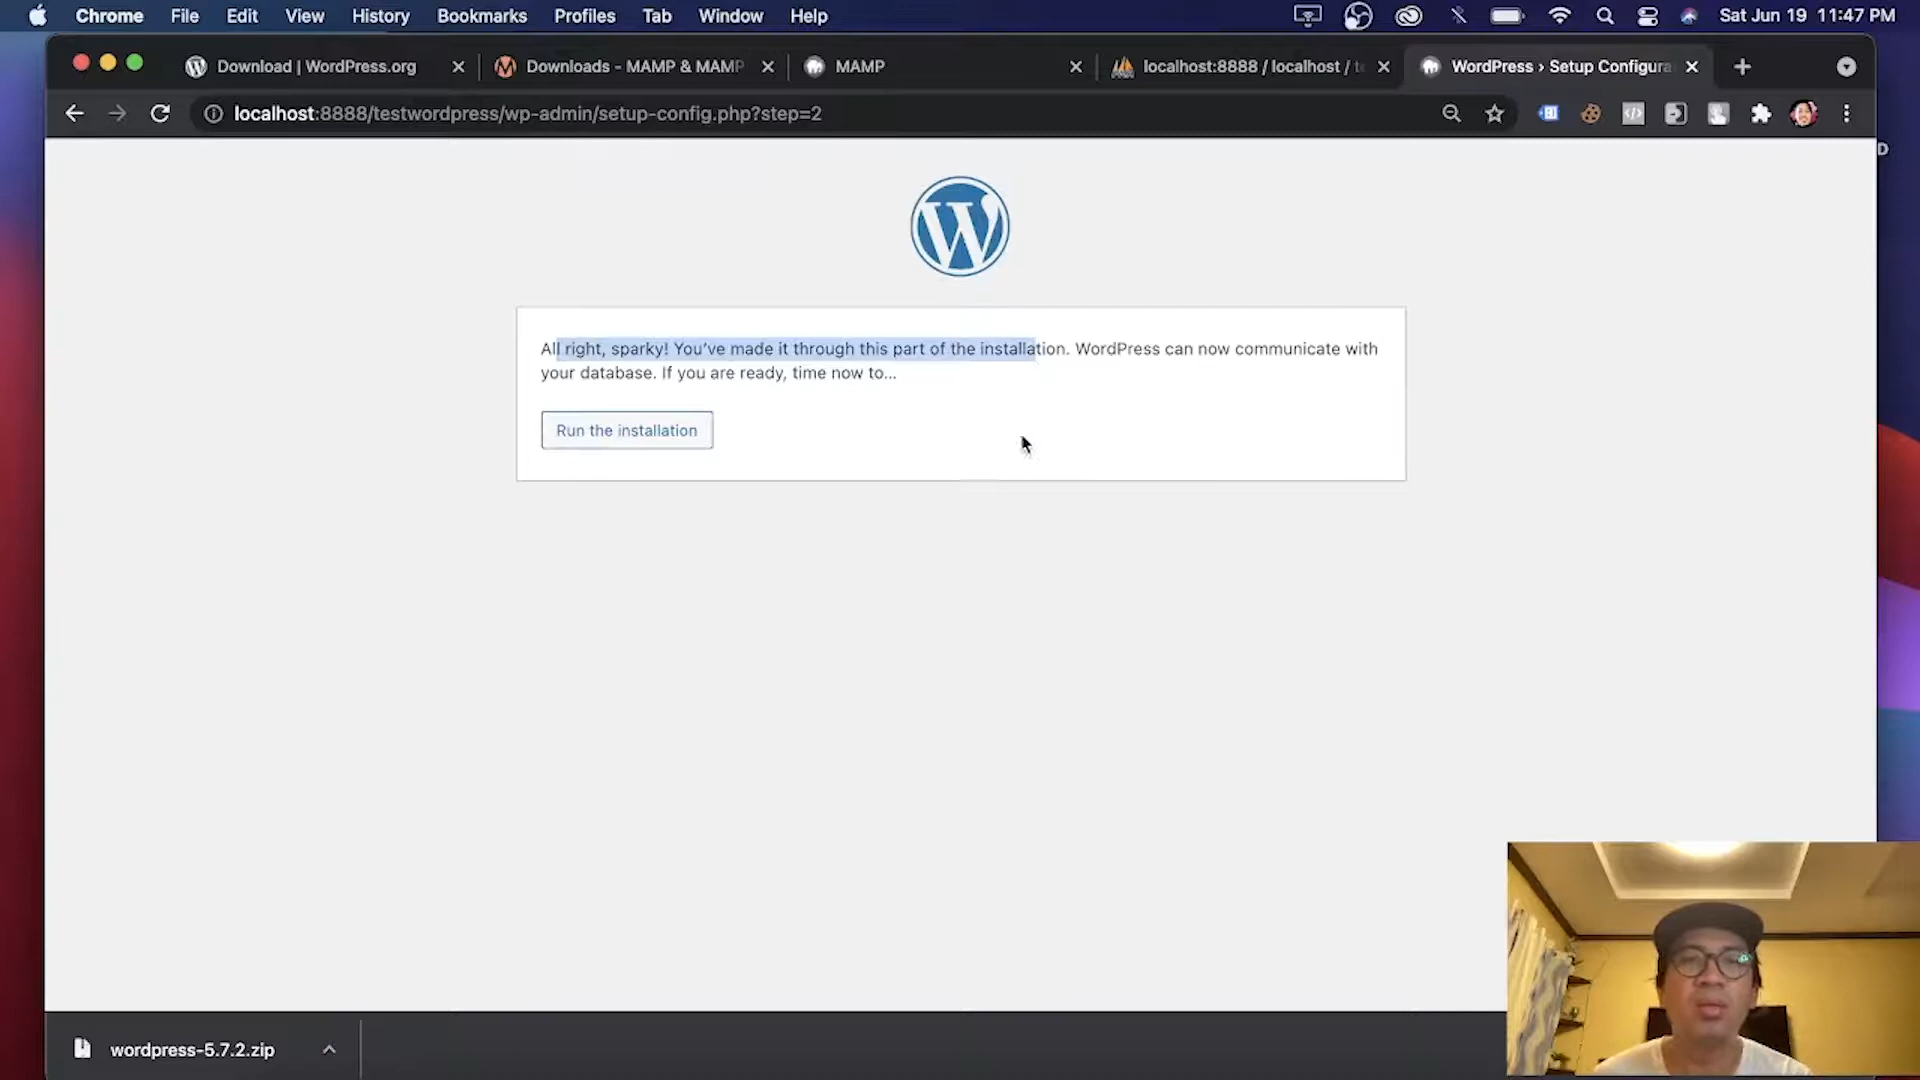 Chrome File Edit View History Bookmarks Profiles Tab Window Help Sat Jun 19 11:47 PM
Download | WordPress.org Downloads - MAMP & MAMP MAMP localhost:8888 / localhost / te WordPress › Setup Configura
localhost:8888/testwordpress/wp-admin/setup-config.php?step=2
D
All right, sparky! You've made it through this part of the installation. WordPress can now communicate with
your database. If you are ready, time now to...
Run the installation
wordpress-5.7.2.zip